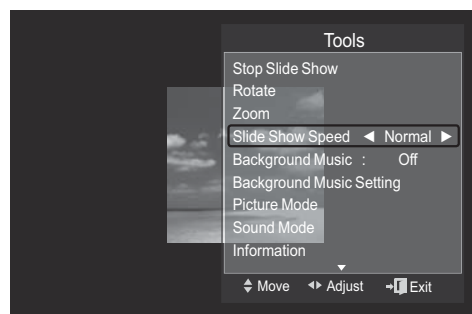 Tools
Stop Slide Show
Rotate
Zoom
Slide Show Speed ◄ Normal ►
Background Music : Off
Background Music Setting
Picture Mode
Sound Mode
Information
Move Adjust Exit